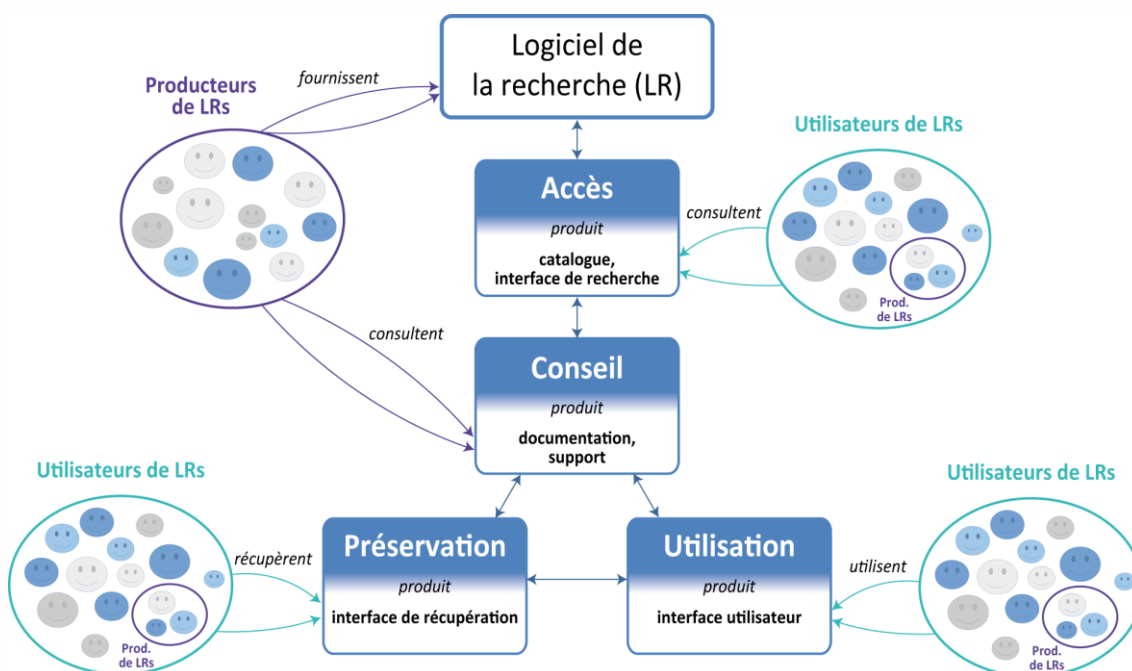 Logiciel de
la recherche (LR)
fournissent
Producteurs
de LRs
Utilisateurs de LRs
Accès
produit
catalogue,
interface de recherche
consultent
Prod.
de LRs
consultent
Conseil
produit
documentation,
support
Utilisateurs de LRs
récupèrent
Prod.
de LRs
Préservation
produit
interface de récupération
Utilisation
produit
interface utilisateur
Utilisateurs de LRs
utilisent
Prod.
de LRs